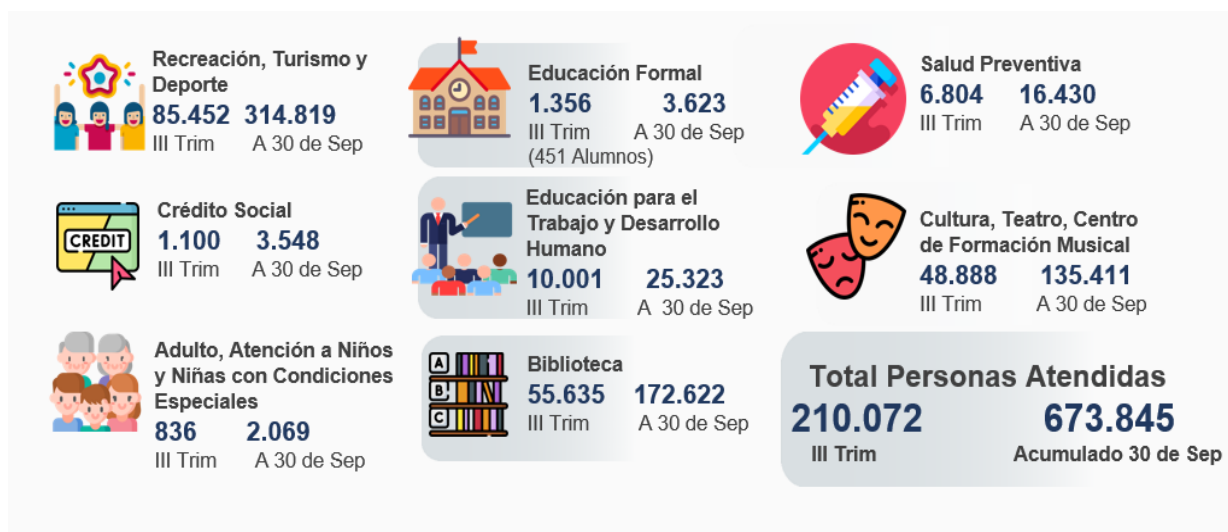 Recreación, Turismo y
Deporte
85.452 314.819
III Trim A 30 de Sep
Educación Formal
1.356 3.623
III Trim A 30 de Sep
(451 Alumnos)
Salud Preventiva
6.804 16.430
III Trim A 30 de Sep
CREDIT
Crédito Social
1.100 3.548
III Trim A 30 de Sep
Educación para el
Trabajo y Desarrollo
Humano
10.001 25.323
III Trim A 30 de Sep
Cultura, Teatro, Centro
de Formación Musical
48.888 135.411
III Trim A 30 de Sep
Adulto, Atención a Niños
y Niñas con Condiciones
Especiales
836 2.069
III Trim A 30 de Sep
A
B
C
Biblioteca
55.635 172.622
III Trim A 30 de Sep
Total Personas Atendidas
210.072 673.845
III Trim Acumulado 30 de Sep